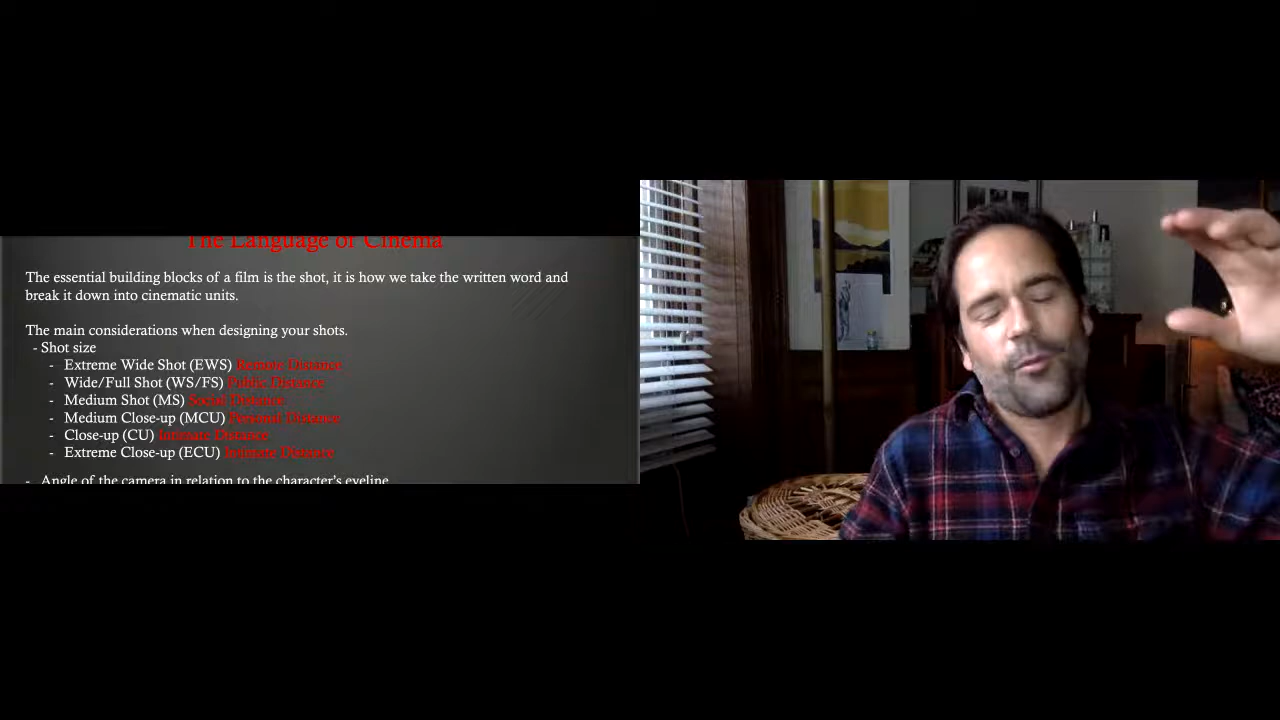 The Language of Cinema
The essential building blocks of a film is the shot, it is how we take the written word and
break it down into cinematic units.
The main considerations when designing your shots.
- Shot size
- Extreme Wide Shot (EWS) Remote Distance
- Wide/Full Shot (WS/FS) Public Distance
- Medium Shot (MS) Social Distance
- Medium Close-up (MCU) Personal Distance
- Close-up (CU) Intimate Distance
- Extreme Close-up (ECU) Intimate Distance
- Angle of the camera in relation to the character's eyeline